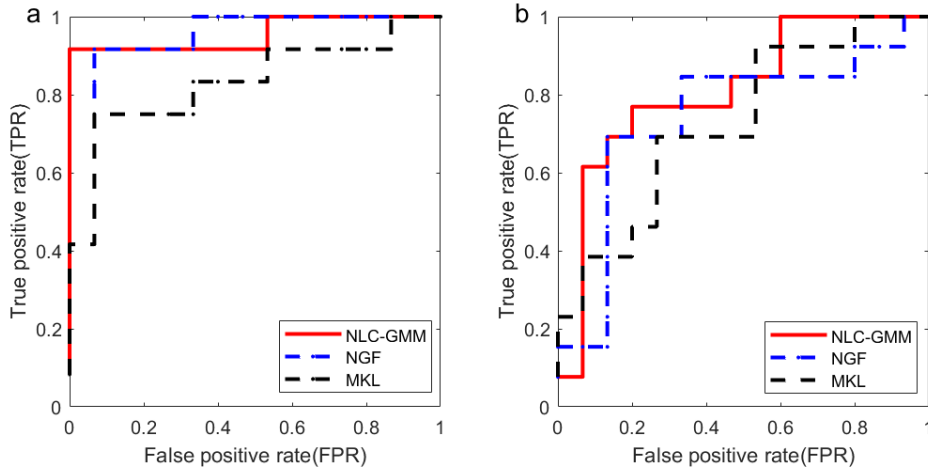 a
1
0.8
0.6
0.4
0.2
0
0 0.2 0.4 0.6 0.8 1
True positive rate(TPR)
False positive rate(FPR)
NLC-GMM
NGF
MKL
b
1
0.8
0.6
0.4
0.2
0
0 0.2 0.4 0.6 0.8 1
True positive rate(TPR)
False positive rate(FPR)
NLC-GMM
NGF
MKL